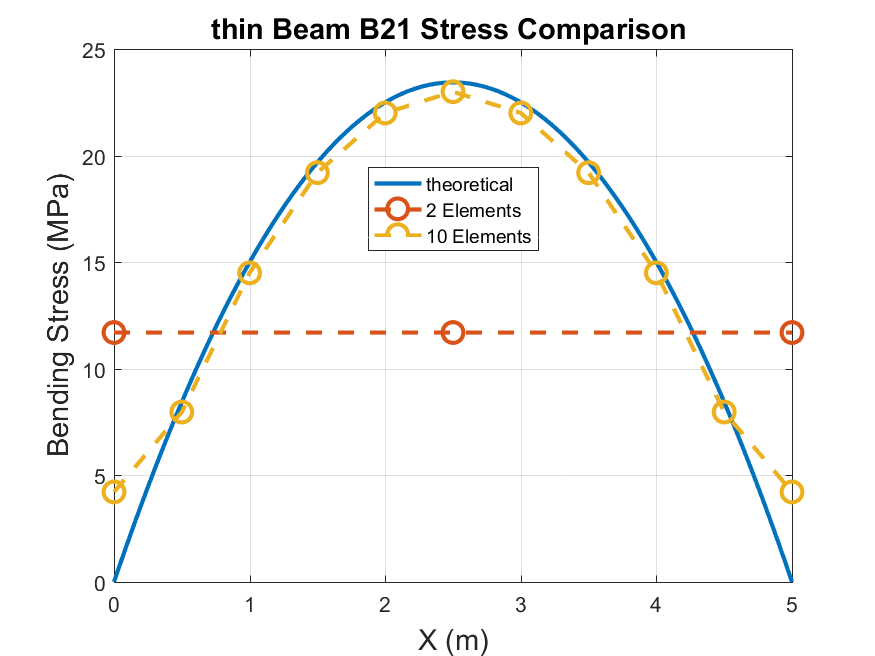 thin Beam B21 Stress Comparison
25
20
15
10
5
0
Bending Stress (MPa)
theoretical
2 Elements
10 Elements
0 1 2 3 4 5
X (m)